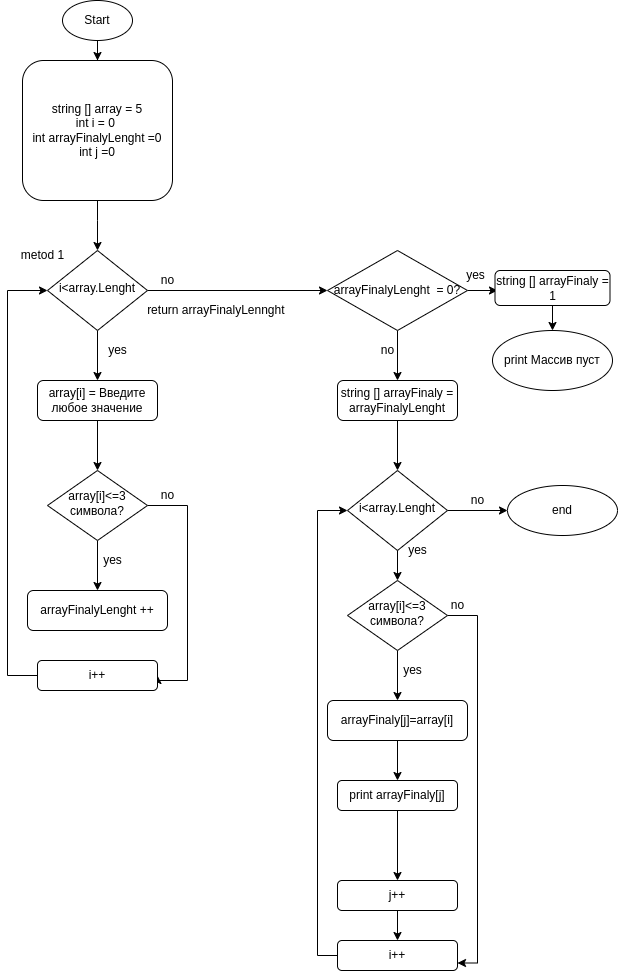 Start
string [] array = 5
int i = 0
int arrayFinalyLenght =0
int j =0
metod 1
i<array.Lenght
no
return arrayFinalyLennght
yes
array[i] = Введите
любое значение
array[i]<=3
символа?
no
yes
arrayFinalyLenght ++
i++
arrayFinalyLenght = 0?
yes
string [] arrayFinaly =
1
print Массив пуст
no
string [] arrayFinaly =
arrayFinalyLenght
i<array.Lenght
no
end
yes
array[i]<=3
символа?
no
yes
arrayFinaly[j]=array[i]
print arrayFinaly[j]
j++
i++